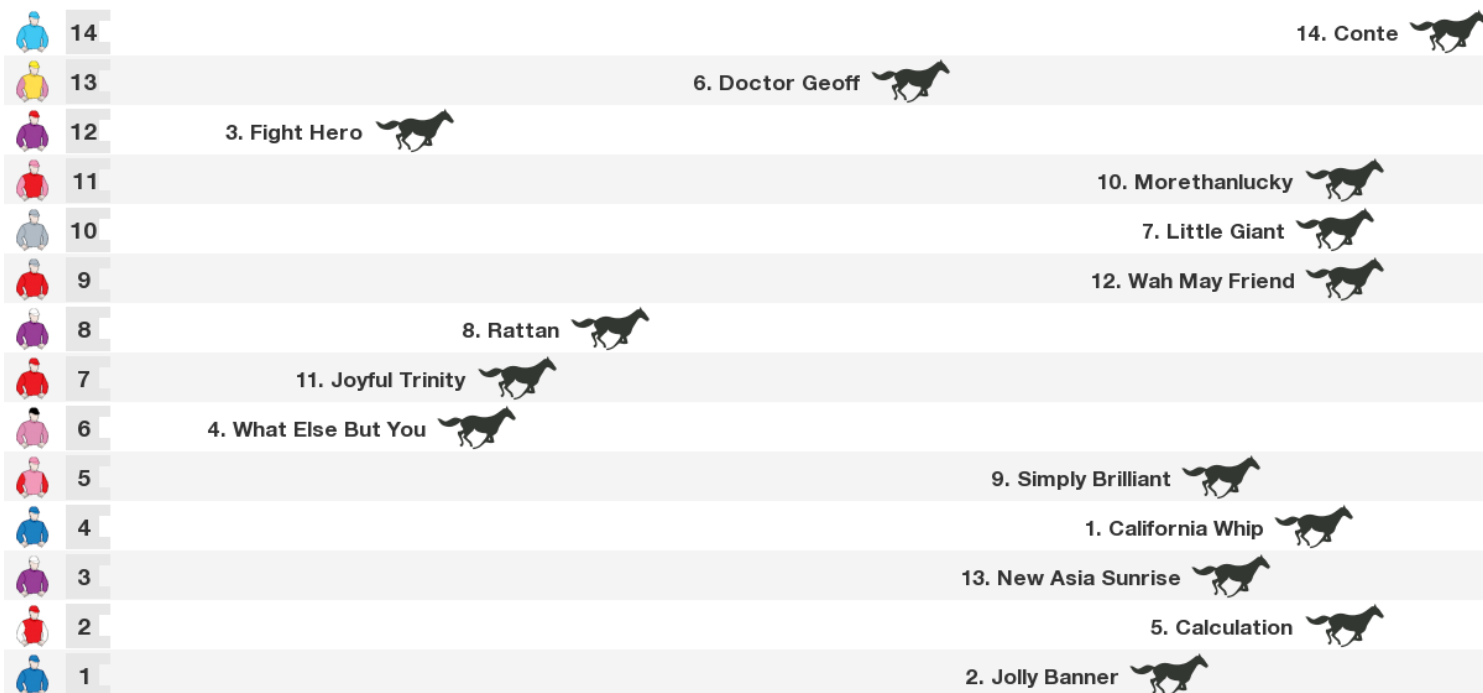 14 14. Conte
13 6. Doctor Geoff
12 3. Fight Hero
11 10. Morethanlucky
10 7. Little Giant
9 12. Wah May Friend
8 8. Rattan
7 11. Joyful Trinity
6 4. What Else But You
5 9. Simply Brilliant
4 1. California Whip
3 13. New Asia Sunrise
2 5. Calculation
1 2. Jolly Banner